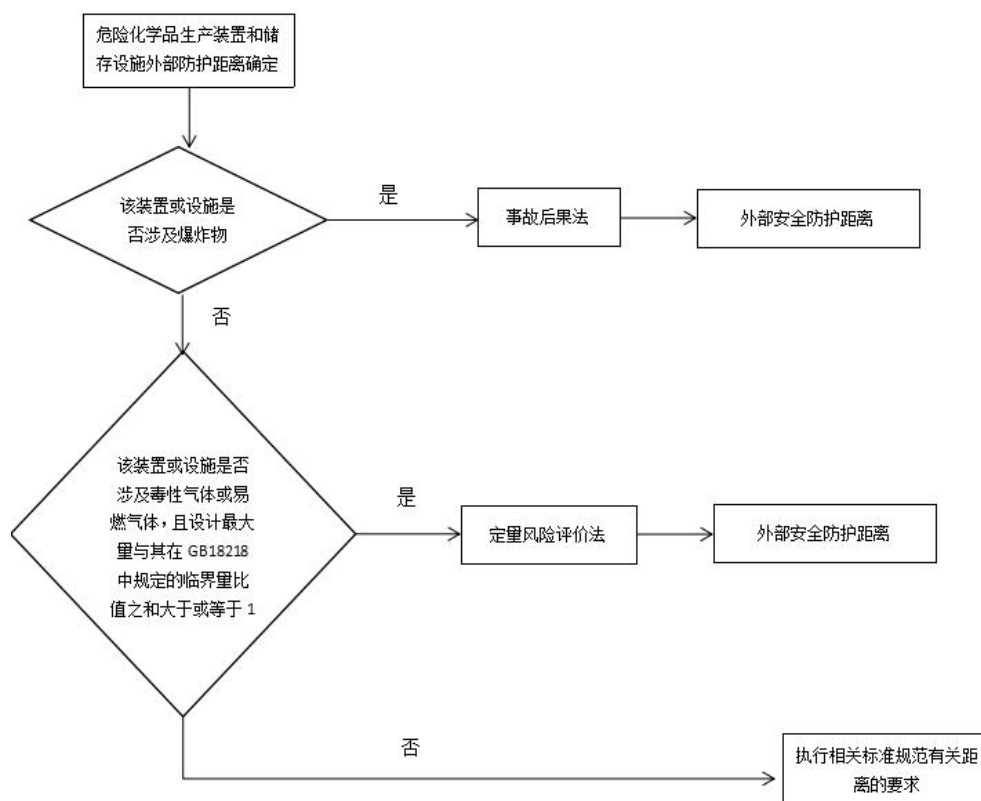 危险化学品生产装置和储
存设施外部防护距离确定
该装置或设施是
否涉及爆炸物
是
事故后果法
外部安全防护距离
否
该装置或设施是否
涉及毒性气体或易
燃气体，且设计最大
量与其在 GB18218
中规定的临界量比
值之和大于或等于 1
是
定量风险评价法
外部安全防护距离
否
执行相关标准规范有关距
离的要求